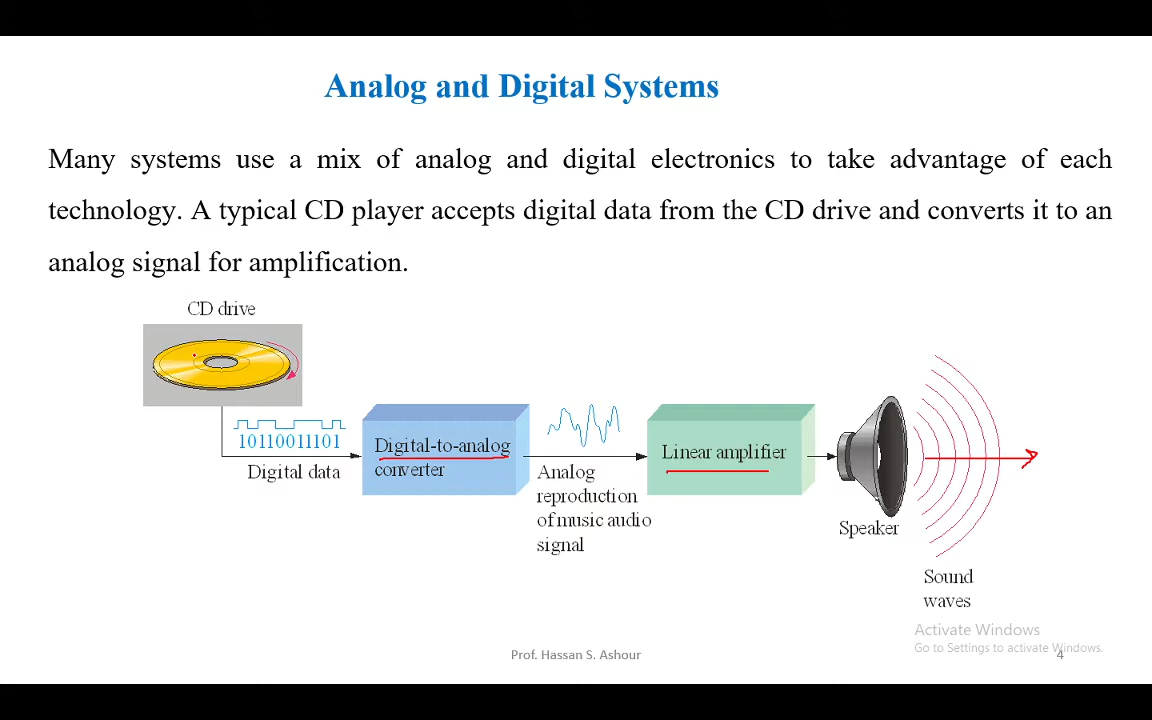 Analog and Digital Systems
Many systems use a mix of analog and digital electronics to take advantage of each
technology. A typical CD player accepts digital data from the CD drive and converts it to an
analog signal for amplification.
CD drive
10110011101
Digital data
Digital-to-analog
converter
Analog
reproduction
of music audio
signal
Linear amplifier
Speaker
Sound
waves
Activate Windows
Go to Settings to activate Windows.
Prof. Hassan S. Ashour
4